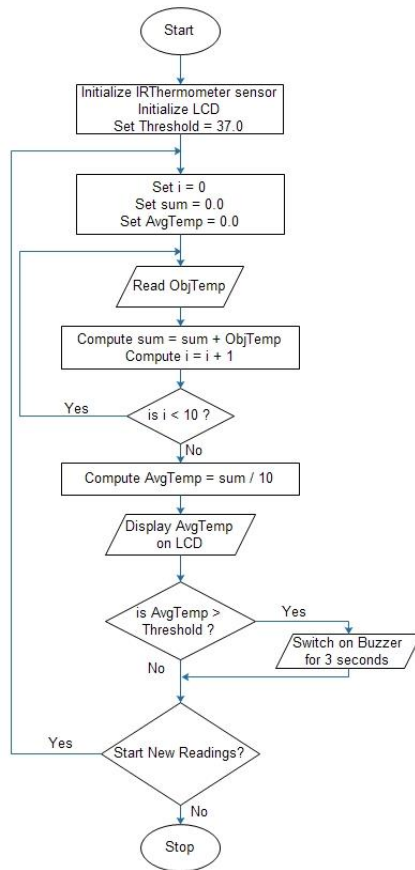 Start
Initialize IRThermometer sensor
Initialize LCD
Set Threshold = 37.0
Set i = 0
Set sum = 0.0
Set AvgTemp = 0.0
Read ObjTemp
Compute sum = sum + ObjTemp
Compute i = i + 1
Yes
is i < 10 ?
No
Compute AvgTemp = sum / 10
Display AvgTemp
on LCD
is AvgTemp >
Threshold ?
Yes
Switch on Buzzer
for 3 seconds
No
Yes
Start New Readings?
No
Stop